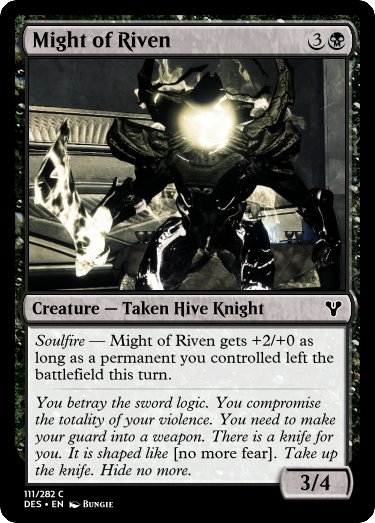 Might of Riven 3
Creature — Taken Hive Knight
Soulfire — Might of Riven gets +2/+0 as
long as a permanent you controlled left the
battlefield this turn.
You betray the sword logic. You compromise
the totality of your violence. You need to make
your guard into a weapon. There is a knife for
you. It is shaped like [no more fear]. Take up
the knife. Hide no more.
3/4
111/282 C
DES • EN Bungie